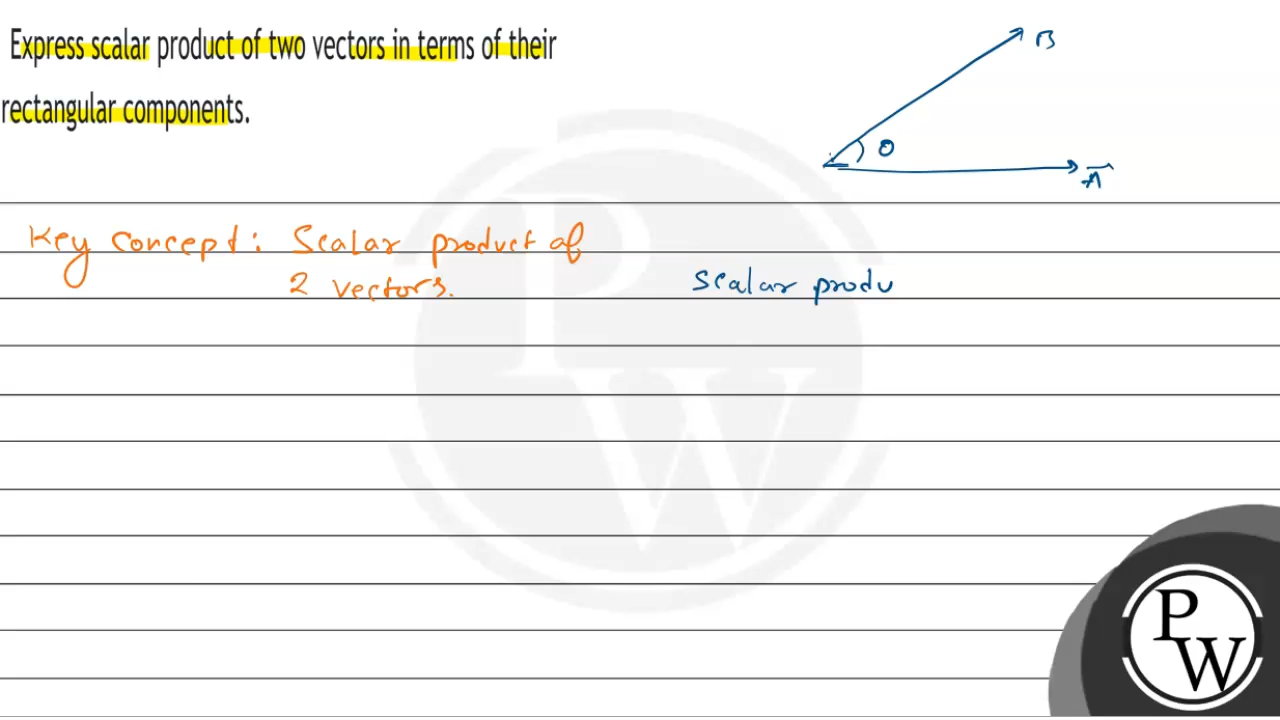 Express scalar product of two vectors in terms of their
rectangular components.
B
θ
A
Key concept: Scalar product of
2 vectors.
Scalar produ
PW
PW